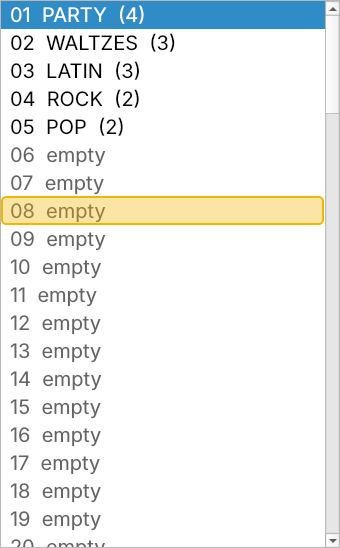 01 PARTY (4)
02 WALTZES (3)
03 LATIN (3)
04 ROCK (2)
05 POP (2)
06 empty
07 empty
08 empty
09 empty
10 empty
11 empty
12 empty
13 empty
14 empty
15 empty
16 empty
17 empty
18 empty
19 empty
20 empty